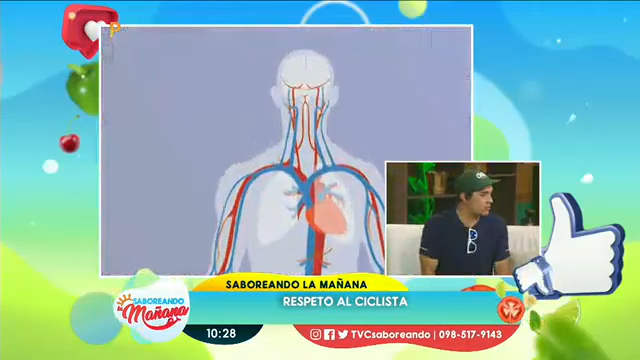 SABOREANDO LA MAÑANA
SABOREANDO
Mañana
RESPETO AL CICLISTA
10:28
TVCsaboreando | 098-517-9143